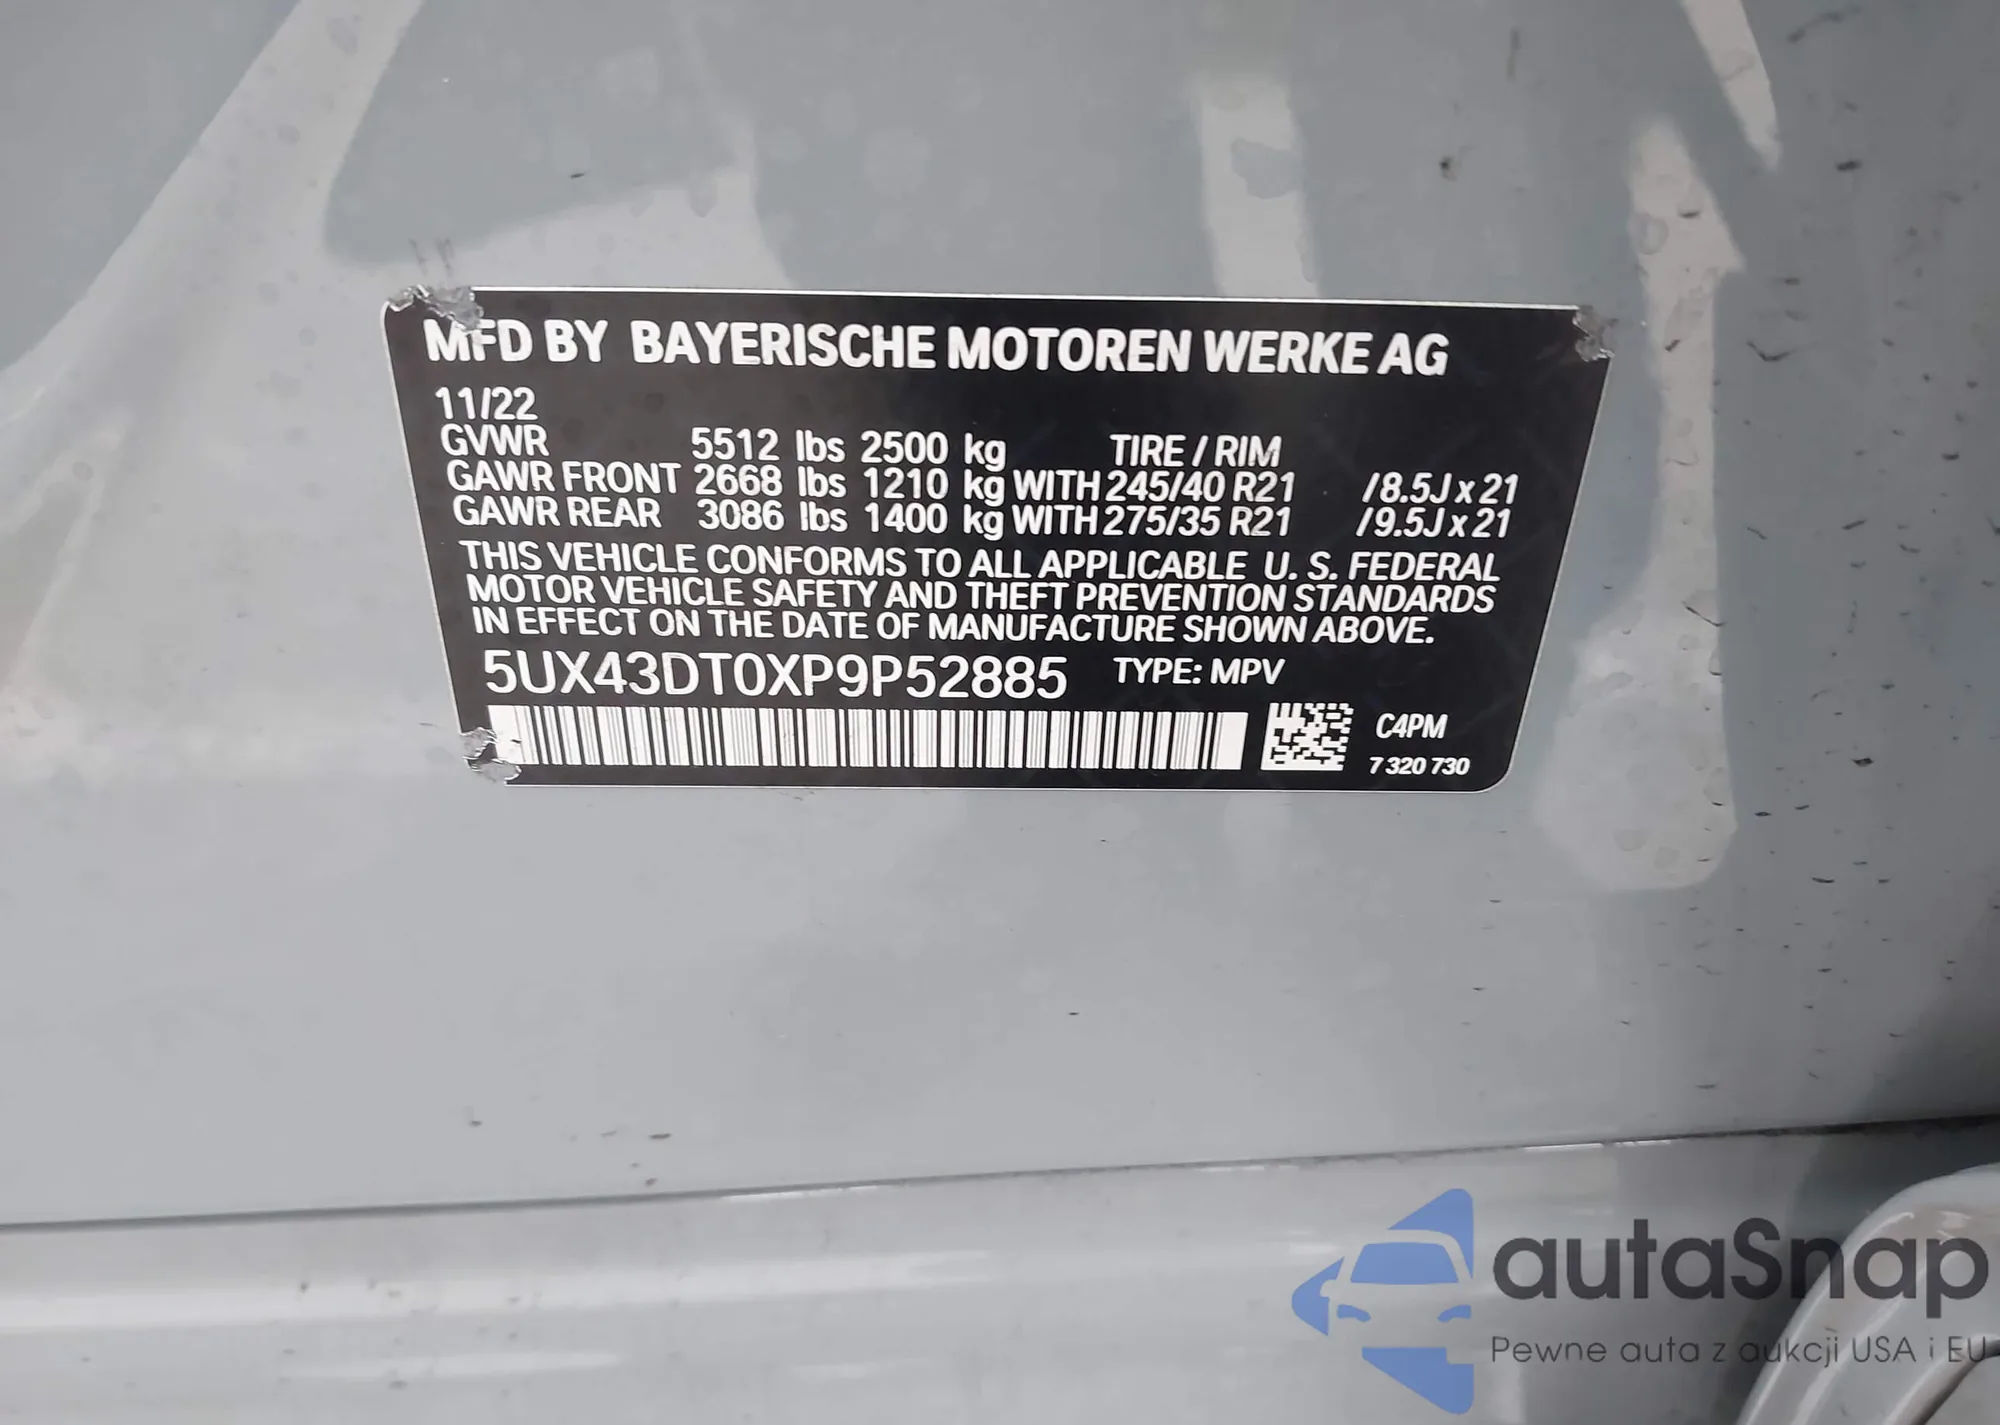 MFD BY BAYERISCHE MOTOREN WERKE AG
11/22
GVWR 5512 lbs 2500 kg TIRE / RIM
GAWR FRONT 2668 lbs 1210 kg WITH 245/40 R21 /8.5J x 21
GAWR REAR 3086 lbs 1400 kg WITH 275/35 R21 /9.5J x 21
THIS VEHICLE CONFORMS TO ALL APPLICABLE U. S. FEDERAL
MOTOR VEHICLE SAFETY AND THEFT PREVENTION STANDARDS
IN EFFECT ON THE DATE OF MANUFACTURE SHOWN ABOVE.
5UX43DT0XP9P52885 TYPE: MPV
C4PM
7 320 730
autaSnap
Pewne auta z aukcji USA i EU